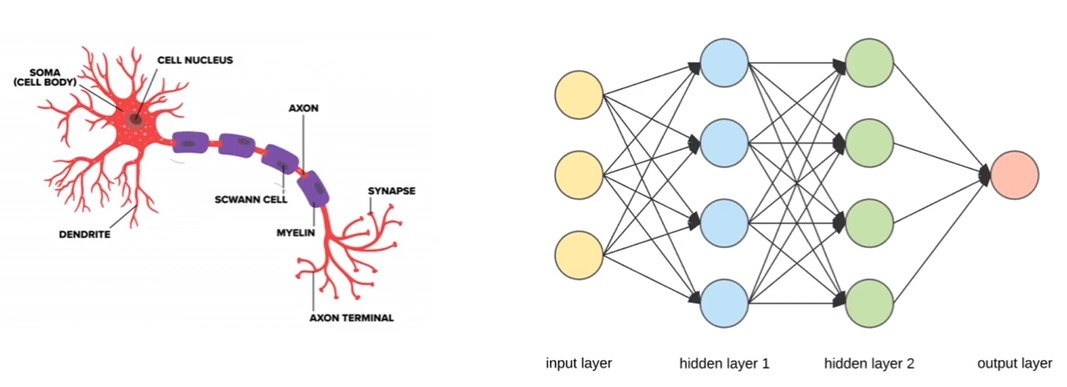 CELL NUCLEUS
SOMA
(CELL BODY)
AXON
SCWANN CELL
SYNAPSE
DENDRITE
MYELIN
AXON TERMINAL
input layer
hidden layer 1
hidden layer 2
output layer